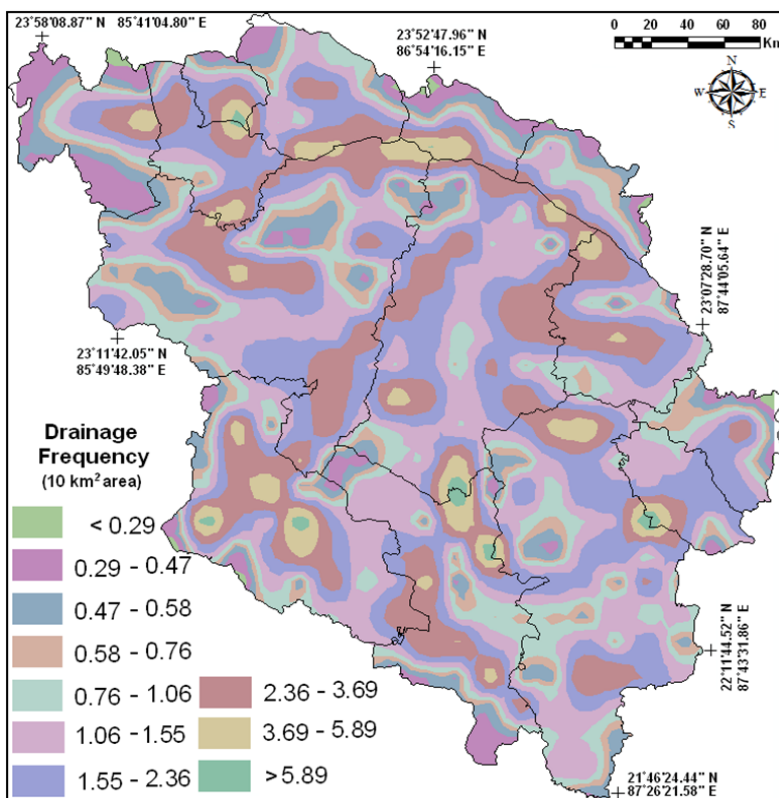 23°58'08.87" N 85°41'04.80" E
23°52'47.96" N
86°54'16.15" E
0 20 40 60 80
Km
N
W E
S
23°07'28.70" N
87°44'05.64" E
23°11'42.05" N
85°49'48.38" E
Drainage
Frequency
(10 km² area)
< 0.29
0.29 - 0.47
0.47 - 0.58
0.58 - 0.76
0.76 - 1.06
1.06 - 1.55
1.55 - 2.36
2.36 - 3.69
3.69 - 5.89
>5.89
22°11'44.52" N
87°43'31.86" E
21°46'24.44" N
87°26'21.58" E